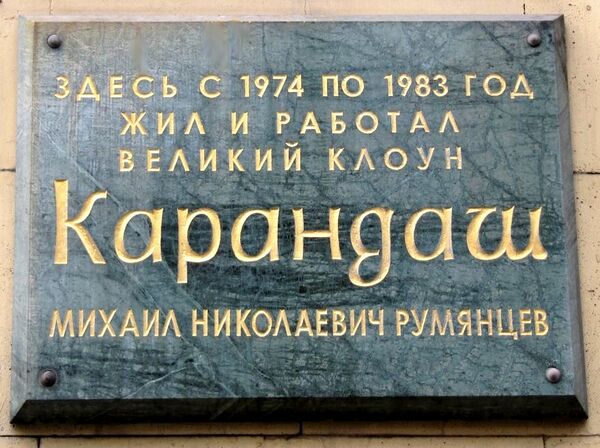 ЗДЕСЬ С 1974 ПО 1983 ГОД
ЖИЛ И РАБОТАЛ
ВЕЛИКИЙ КЛОУН
Карандаш
МИХАИЛ НИКОЛАЕВИЧ РУМЯНЦЕВ